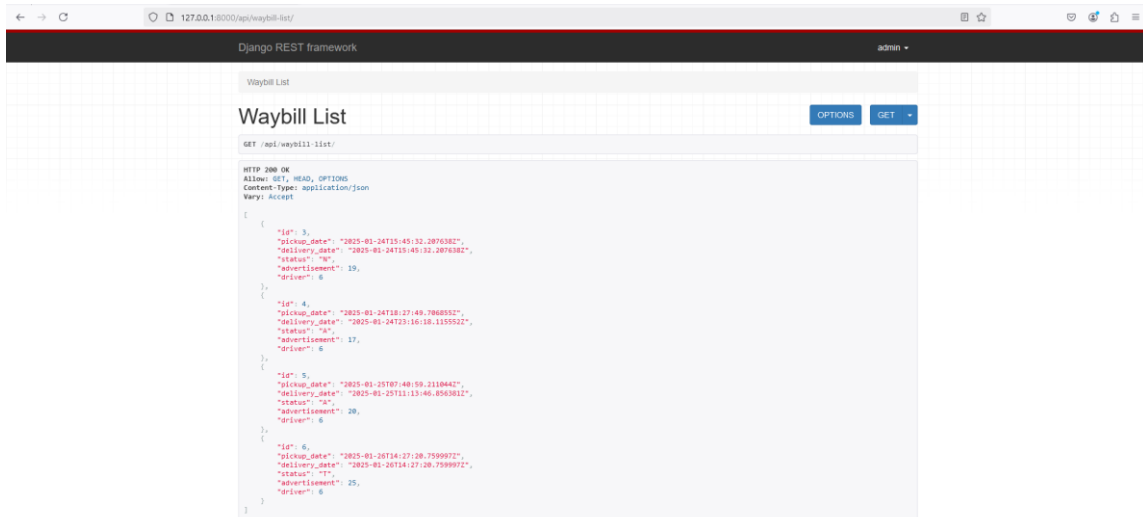 127.0.0.1:8000/api/waybill-list/
Django REST framework
admin
Waybill List
Waybill List
OPTIONS
GET
GET /api/waybill-list/
HTTP 200 OK
Allow: GET, HEAD, OPTIONS
Content-Type: application/json
Vary: Accept
[
{
"id": 3,
"pickup_date": "2025-01-24T15:45:32.207638Z",
"delivery_date": "2025-01-24T15:45:32.207638Z",
"status": "N",
"advertisement": 19,
"driver": 6
},
{
"id": 4,
"pickup_date": "2025-01-24T18:27:49.706855Z",
"delivery_date": "2025-01-24T23:16:18.115552Z",
"status": "A",
"advertisement": 17,
"driver": 6
},
{
"id": 5,
"pickup_date": "2025-01-25T07:40:59.211044Z",
"delivery_date": "2025-01-25T11:13:46.856381Z",
"status": "A",
"advertisement": 20,
"driver": 6
},
{
"id": 6,
"pickup_date": "2025-01-26T14:27:20.759997Z",
"delivery_date": "2025-01-26T14:27:20.759997Z",
"status": "T",
"advertisement": 25,
"driver": 6
}
]